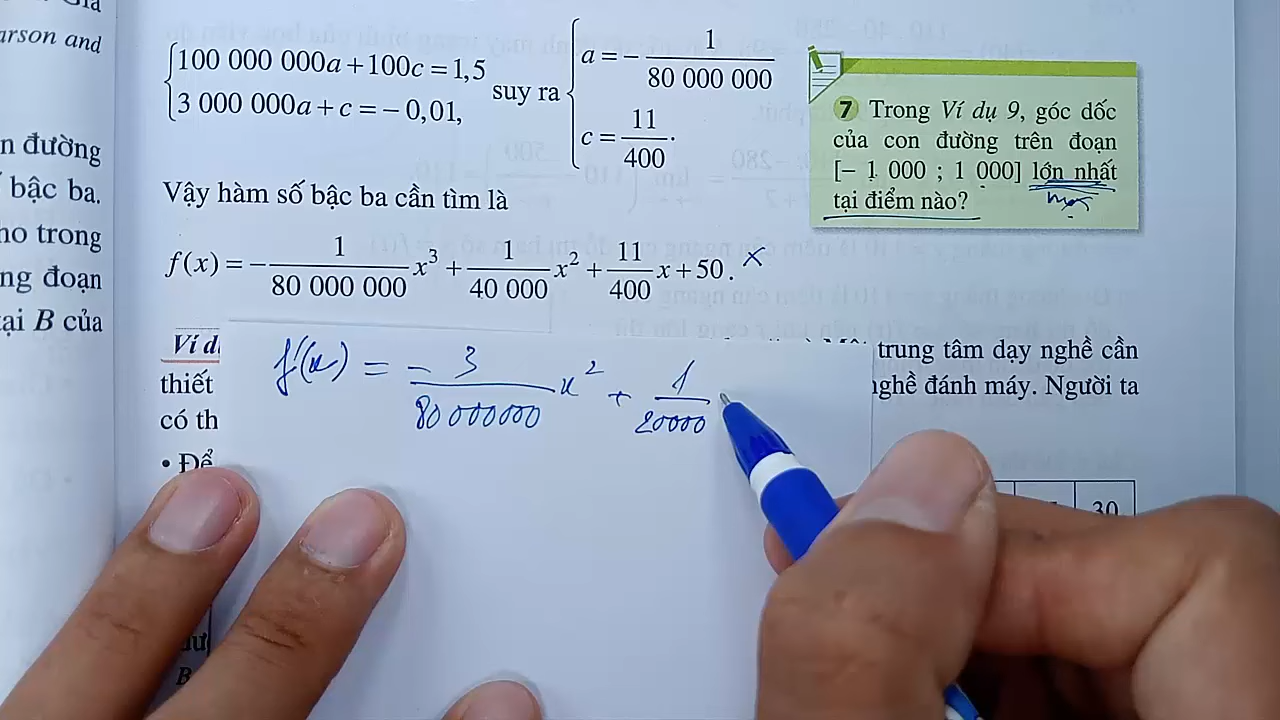 arson and
n đường
bậc ba.
ho trong
ng đoạn
tại B của
{100 000 000a + 100c = 1,5
3 000 000a + c = − 0,01,
suy ra
{a = − 1/80 000 000
c = 11/400.
Vậy hàm số bậc ba cần tìm là
f(x) = − 1/80 000 000 x³ + 1/40 000 x² + 11/400 x + 50. ×
7 Trong Ví dụ 9, góc dốc
của con đường trên đoạn
[− 1 000 ; 1 000] lớn nhất
tại điểm nào?
Ví d
trung tâm dạy nghề cần
thiết
nghề đánh máy. Người ta
có th
• Để
30
B
f'(x) = − 3/80000000 x² + 1/20000